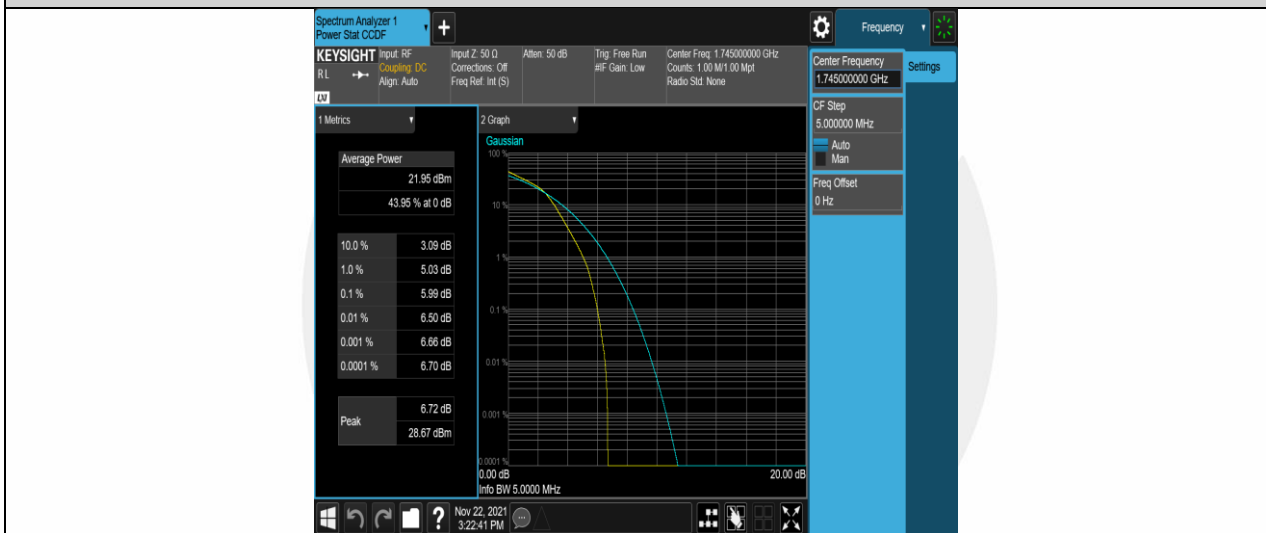 Spectrum Analyzer 1
Power Stat CCDF
Frequency
KEYSIGHT
RL
LXI
Input: RF
Coupling: DC
Align: Auto
Input Z: 50 Ω
Corrections: Off
Freq Ref: Int (S)
Atten: 50 dB
Trig: Free Run
#IF Gain: Low
Center Freq: 1.745000000 GHz
Counts: 1.00 M/1.00 Mpt
Radio Std: None
Center Frequency
1.745000000 GHz
Settings
CF Step
5.000000 MHz
Auto
Man
Freq Offset
0 Hz
1 Metrics
Average Power
21.95 dBm
43.95 % at 0 dB
10.0 % 3.09 dB
1.0 % 5.03 dB
0.1 % 5.99 dB
0.01 % 6.50 dB
0.001 % 6.66 dB
0.0001 % 6.70 dB
Peak
6.72 dB
28.67 dBm
2 Graph
Gaussian
100 %
10 %
1 %
0.1 %
0.01 %
0.001 %
0.0001 %
0.00 dB 20.00 dB
Info BW 5.0000 MHz
?
Nov 22, 2021
3:22:41 PM